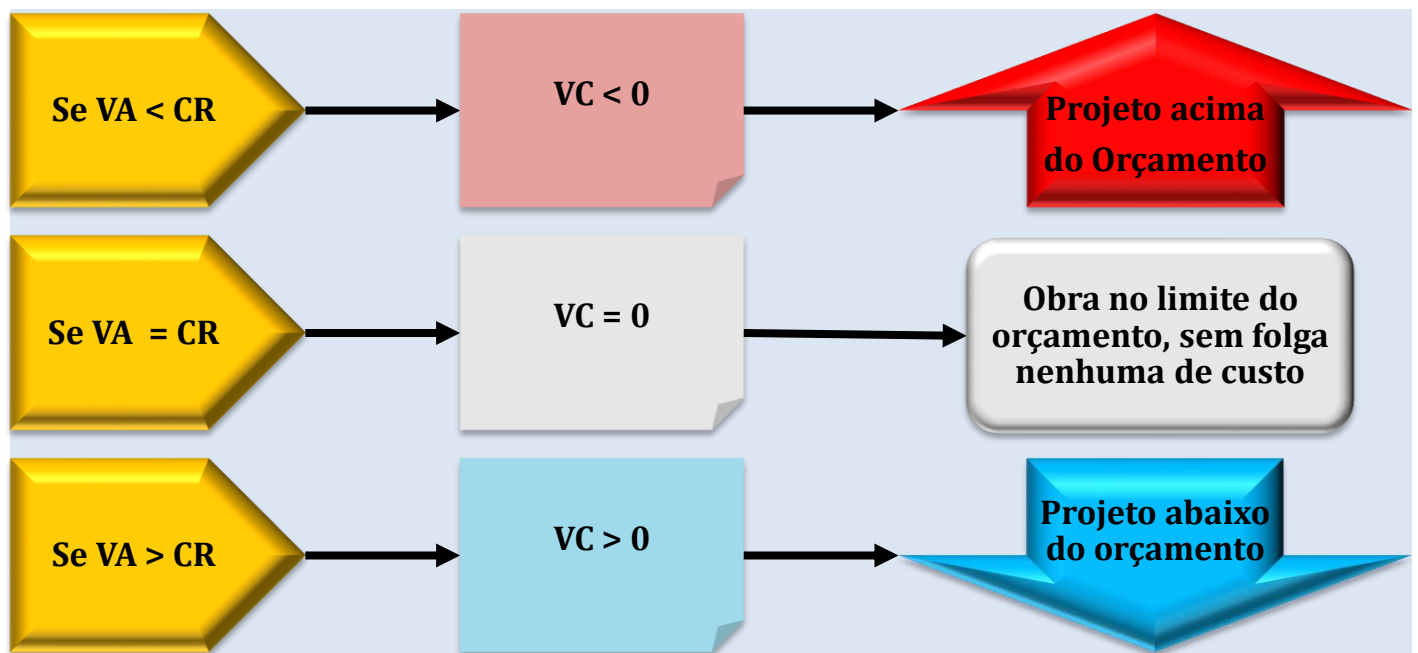 Se VA < CR
VC < 0
Projeto acima
do Orçamento
Se VA = CR
VC = 0
Obra no limite do
orçamento, sem folga
nenhuma de custo
Se VA > CR
VC > 0
Projeto abaixo
do orçamento